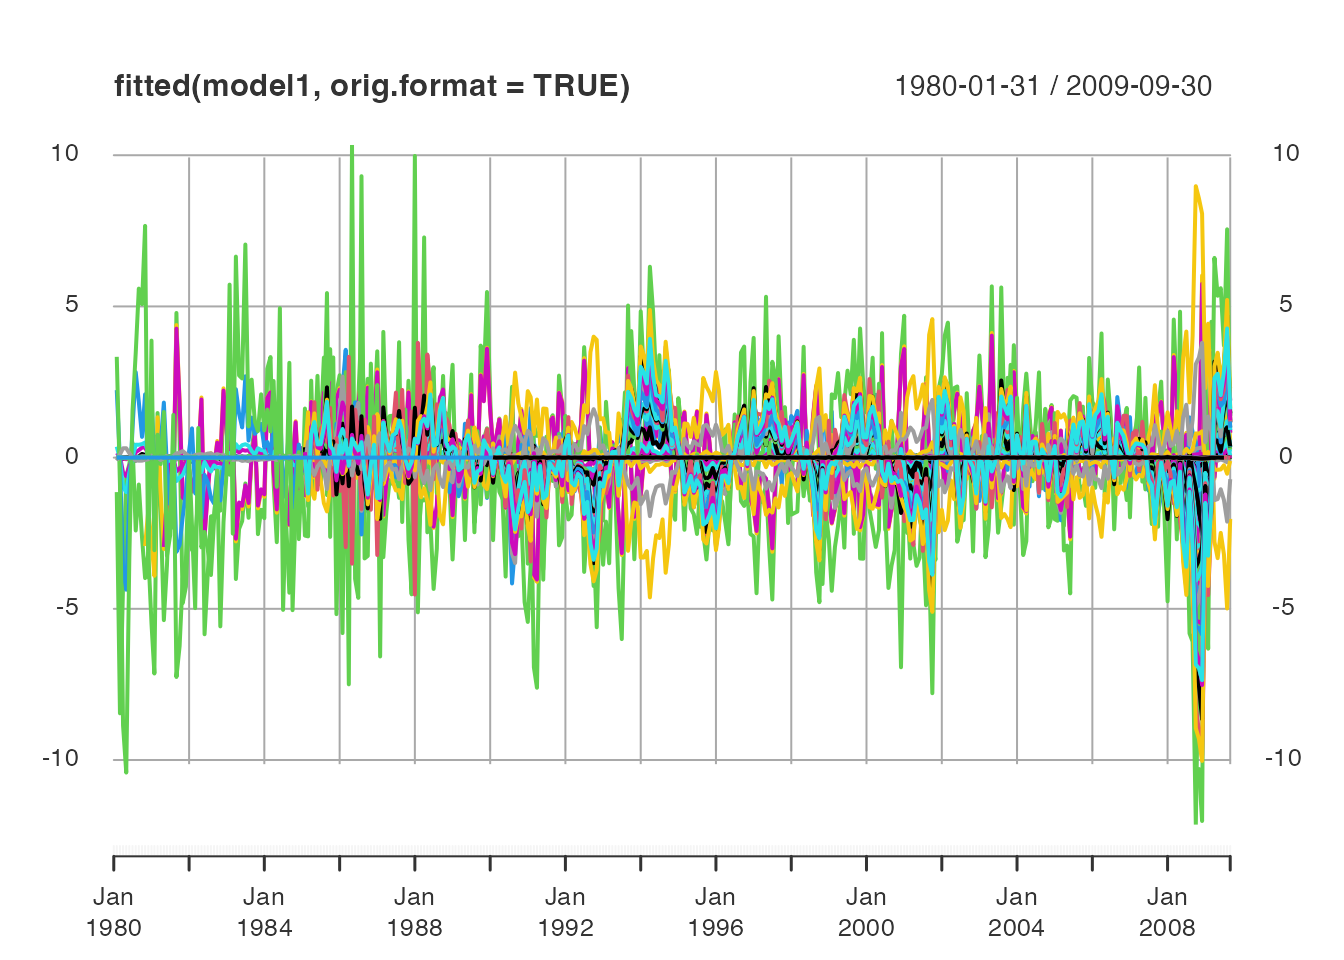 fitted(model1, orig.format = TRUE) 1980-01-31 / 2009-09-30
10 10
5 5
0 0
-5 -5
-10 -10
Jan Jan Jan Jan Jan Jan Jan Jan
1980 1984 1988 1992 1996 2000 2004 2008